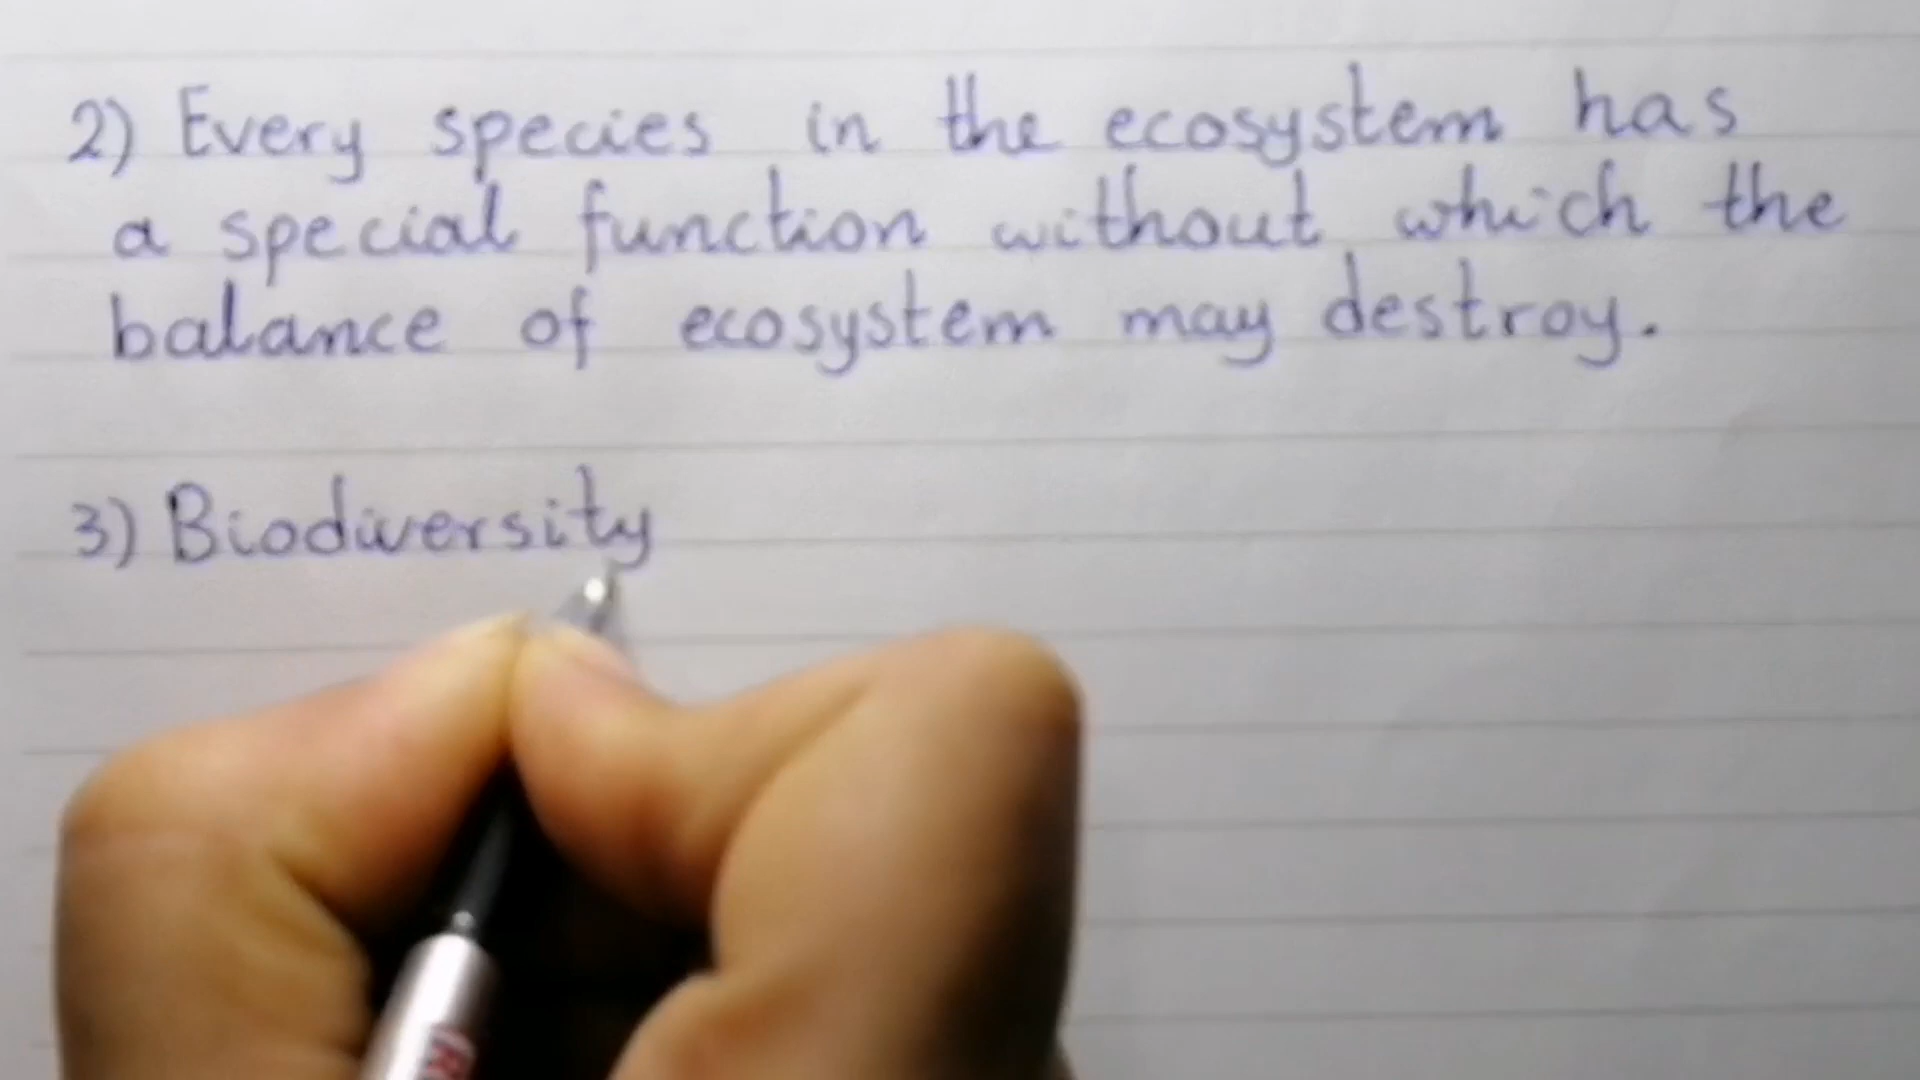 2) Every species in the ecosystem has
a special function without which the
balance of ecosystem may destroy.
3) Biodiversity